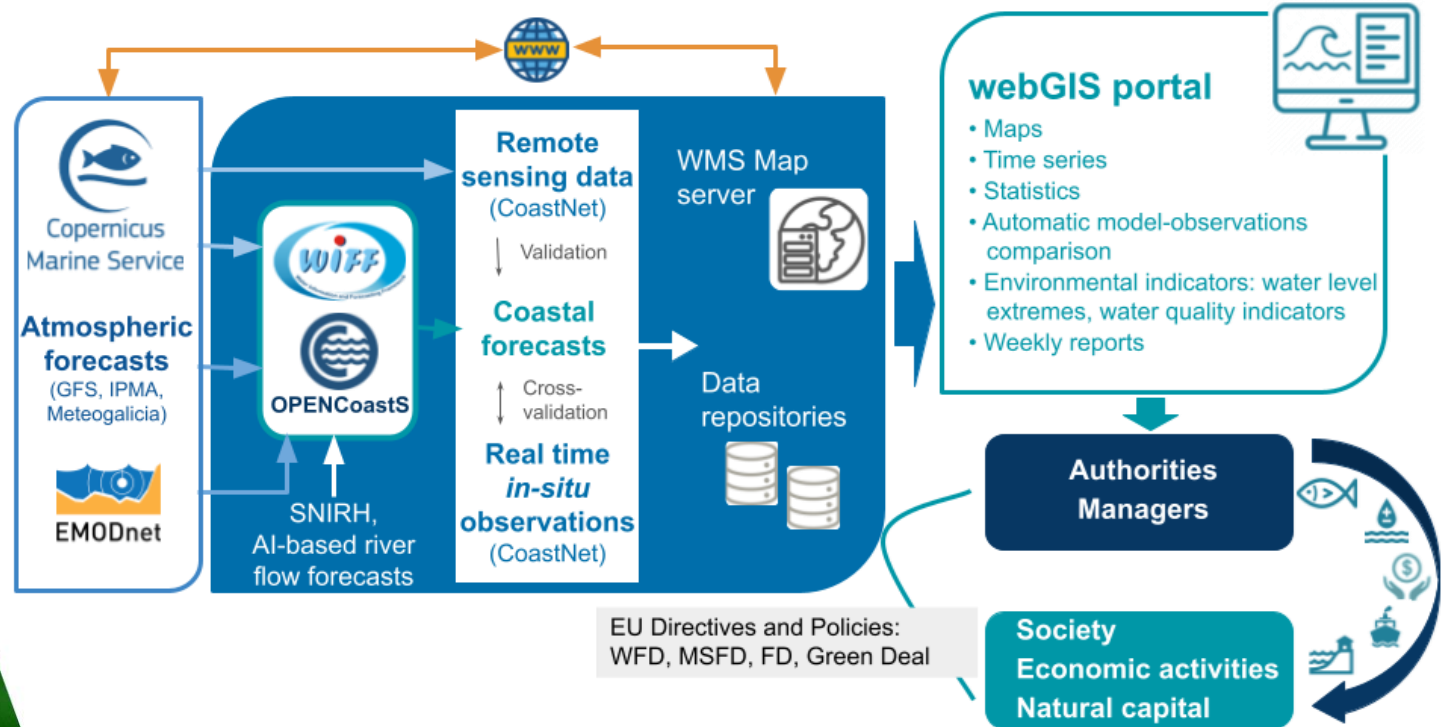 WWW
Copernicus
Marine Service
Atmospheric
forecasts
(GFS, IPMA,
Meteogalicia)
EMODnet
WiFF
OPENCoastS
SNIRH,
AI-based river
flow forecasts
Remote
sensing data
(CoastNet)
Validation
Coastal
forecasts
Cross-
validation
Real time
in-situ
observations
(CoastNet)
WMS Map
server
Data
repositories
webGIS portal
• Maps
• Time series
• Statistics
• Automatic model-observations
comparison
• Environmental indicators: water level
extremes, water quality indicators
• Weekly reports
Authorities
Managers
$
EU Directives and Policies:
WFD, MSFD, FD, Green Deal
Society
Economic activities
Natural capital